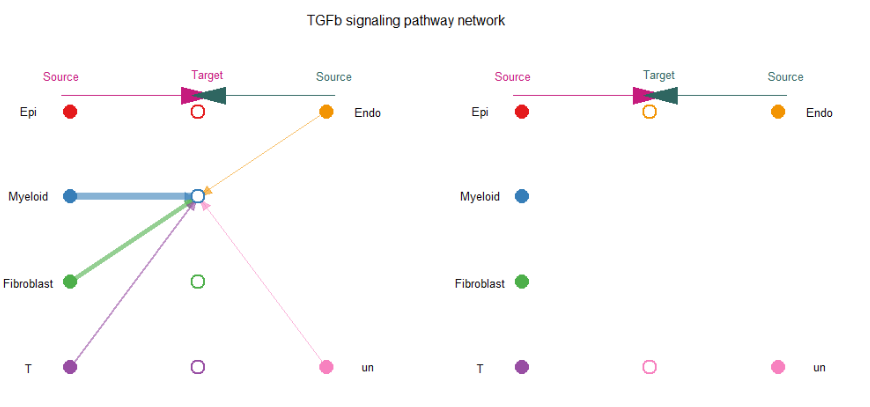 TGFb signaling pathway network
Source Target Source
Epi Endo
Myeloid
Fibroblast
T un
Source Target Source
Epi Endo
Myeloid
Fibroblast
T un